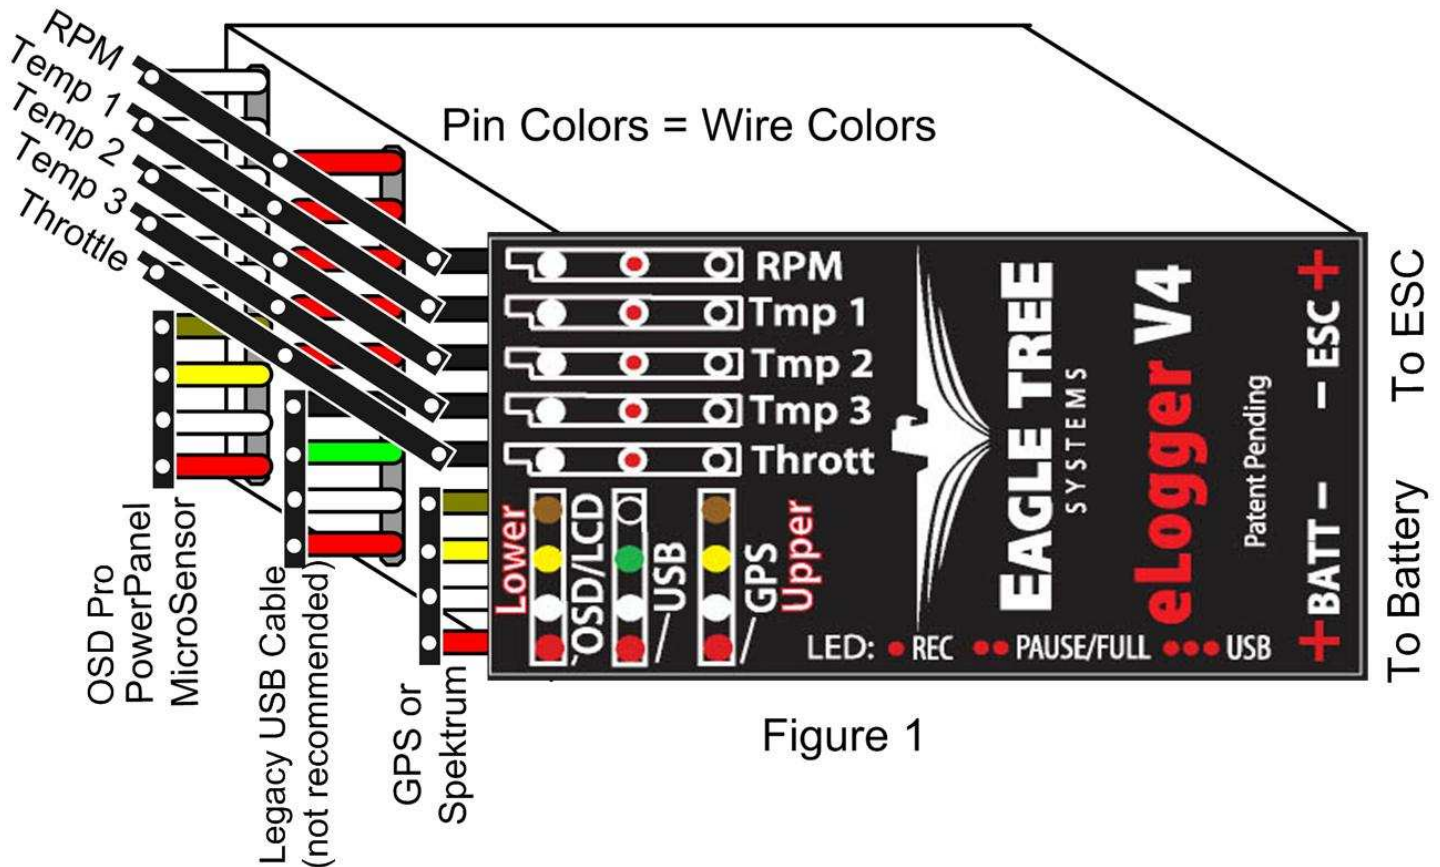 RPM
Temp 1
Temp 2
Temp 3
Throttle
Pin Colors = Wire Colors
RPM
Tmp 1
Tmp 2
Tmp 3
Thrott
Lower
OSD/LCD
/USB
/GPS
Upper
EAGLE TREE
SYSTEMS
eLogger V4
Patent Pending
LED: • REC •• PAUSE/FULL ••• USB
+BATT− −ESC+
To ESC
To Battery
OSD Pro
PowerPanel
MicroSensor
Legacy USB Cable
(not recommended)
GPS or
Spektrum
Figure 1